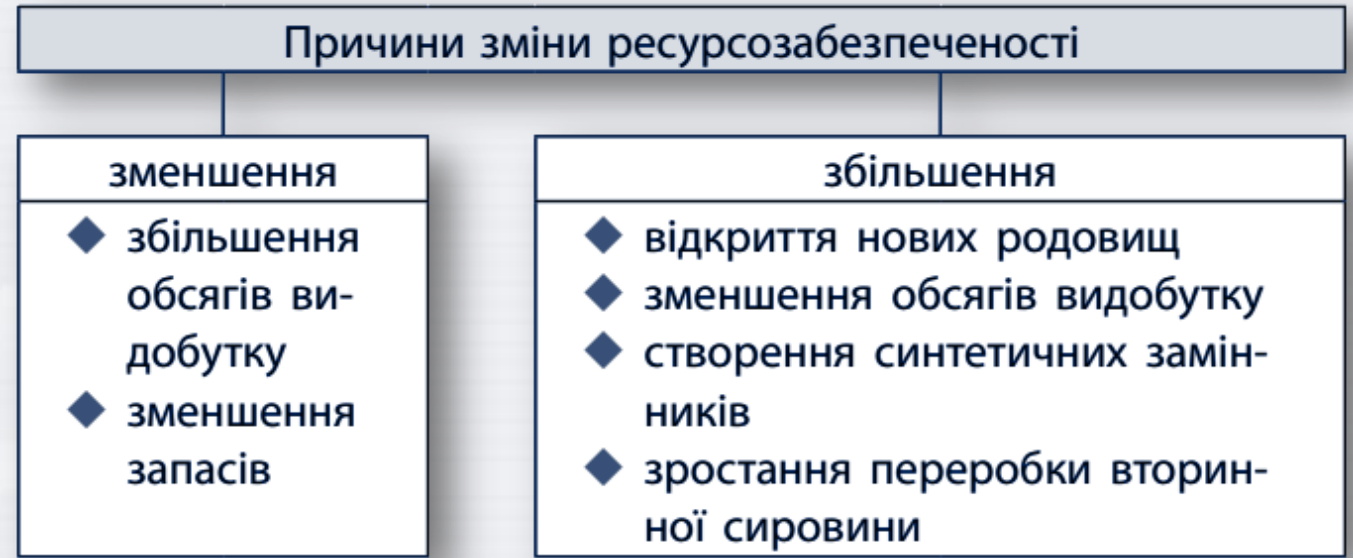 Причини зміни ресурсозабезпеченості
зменшення
збільшення
обсягів ви-
добутку
зменшення
запасів
збільшення
відкриття нових родовищ
зменшення обсягів видобутку
створення синтетичних замін-
ників
зростання переробки вторин-
ної сировини